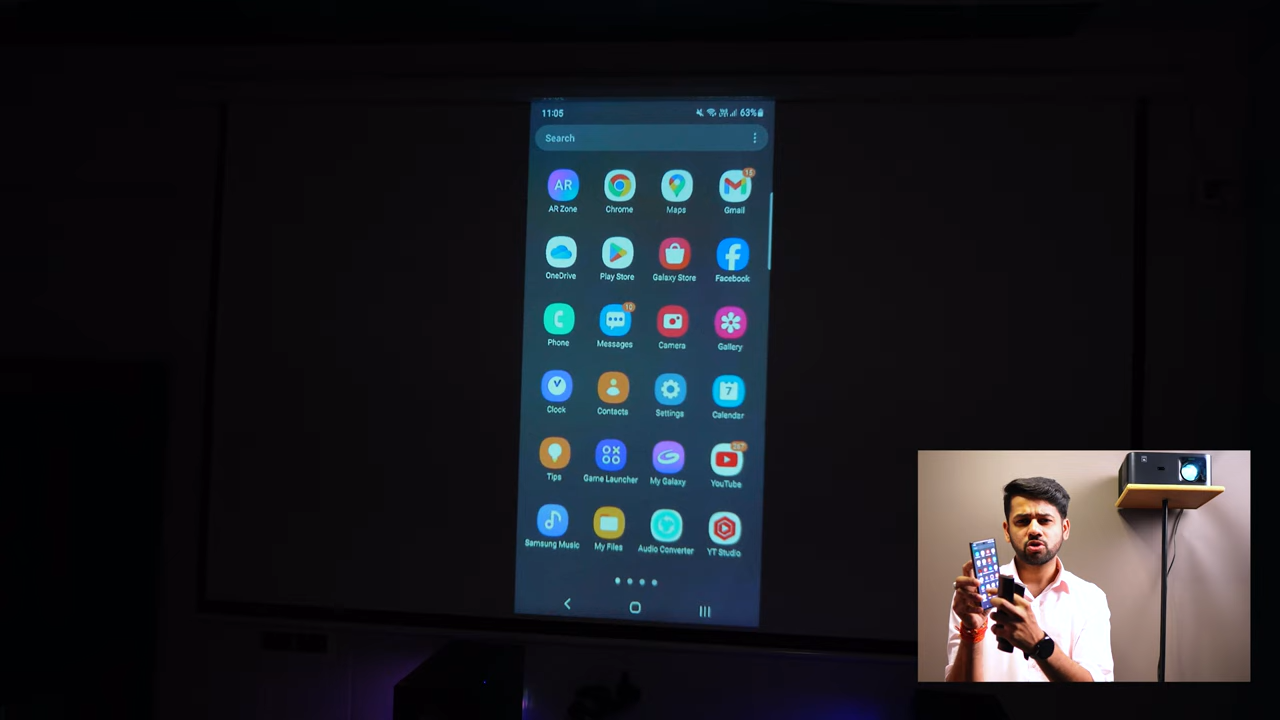 11:05 63%
Search
AR
AR Zone Chrome Maps Gmail
OneDrive Play Store Galaxy Store Facebook
Phone Messages Camera Gallery
7
Clock Contacts Settings Calendar
Tips Game Launcher My Galaxy YouTube
Samsung Music My Files Audio Converter YT Studio